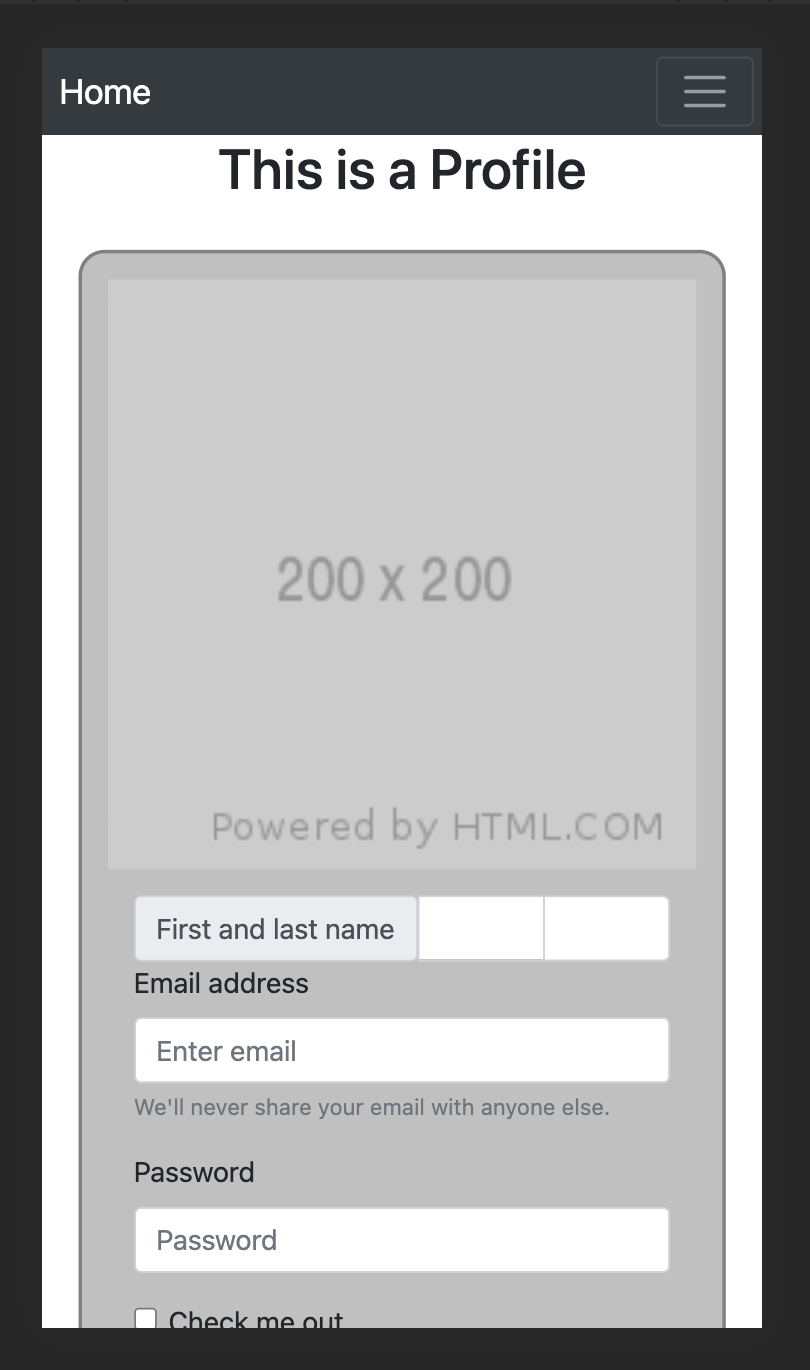 Home
This is a Profile
200 x 200
Powered by HTML.COM
First and last name
Email address
Enter email
We'll never share your email with anyone else.
Password
Password
Check me out